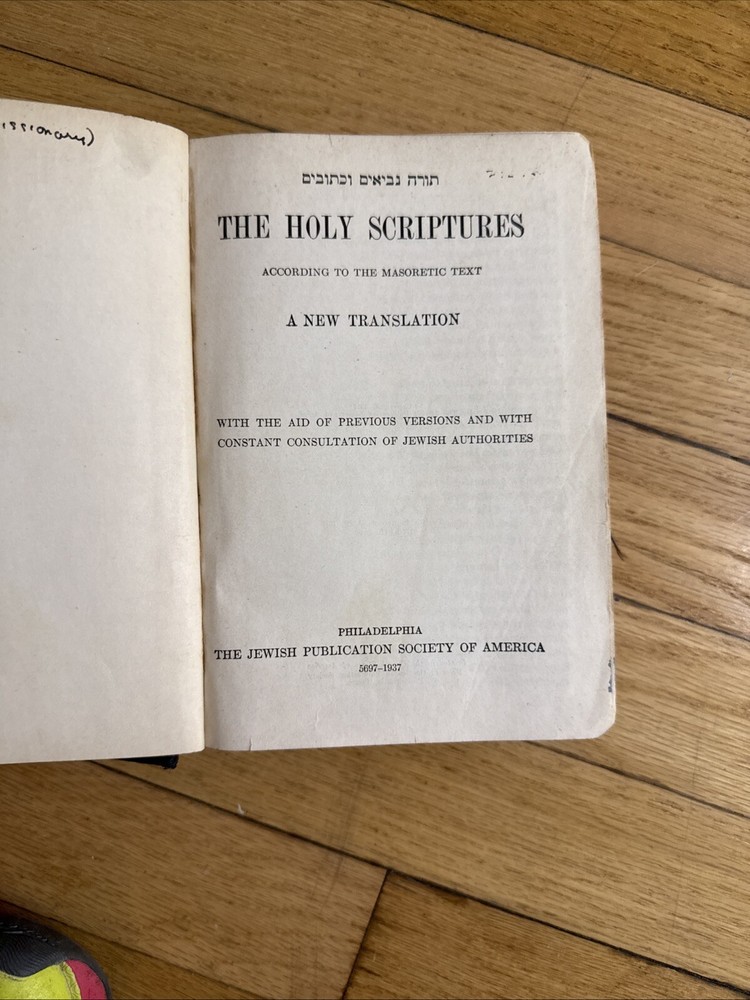 issionary)
תורה נביאים וכתובים
THE HOLY SCRIPTURES
ACCORDING TO THE MASORETIC TEXT
A NEW TRANSLATION
WITH THE AID OF PREVIOUS VERSIONS AND WITH
CONSTANT CONSULTATION OF JEWISH AUTHORITIES
PHILADELPHIA
THE JEWISH PUBLICATION SOCIETY OF AMERICA
5697–1937